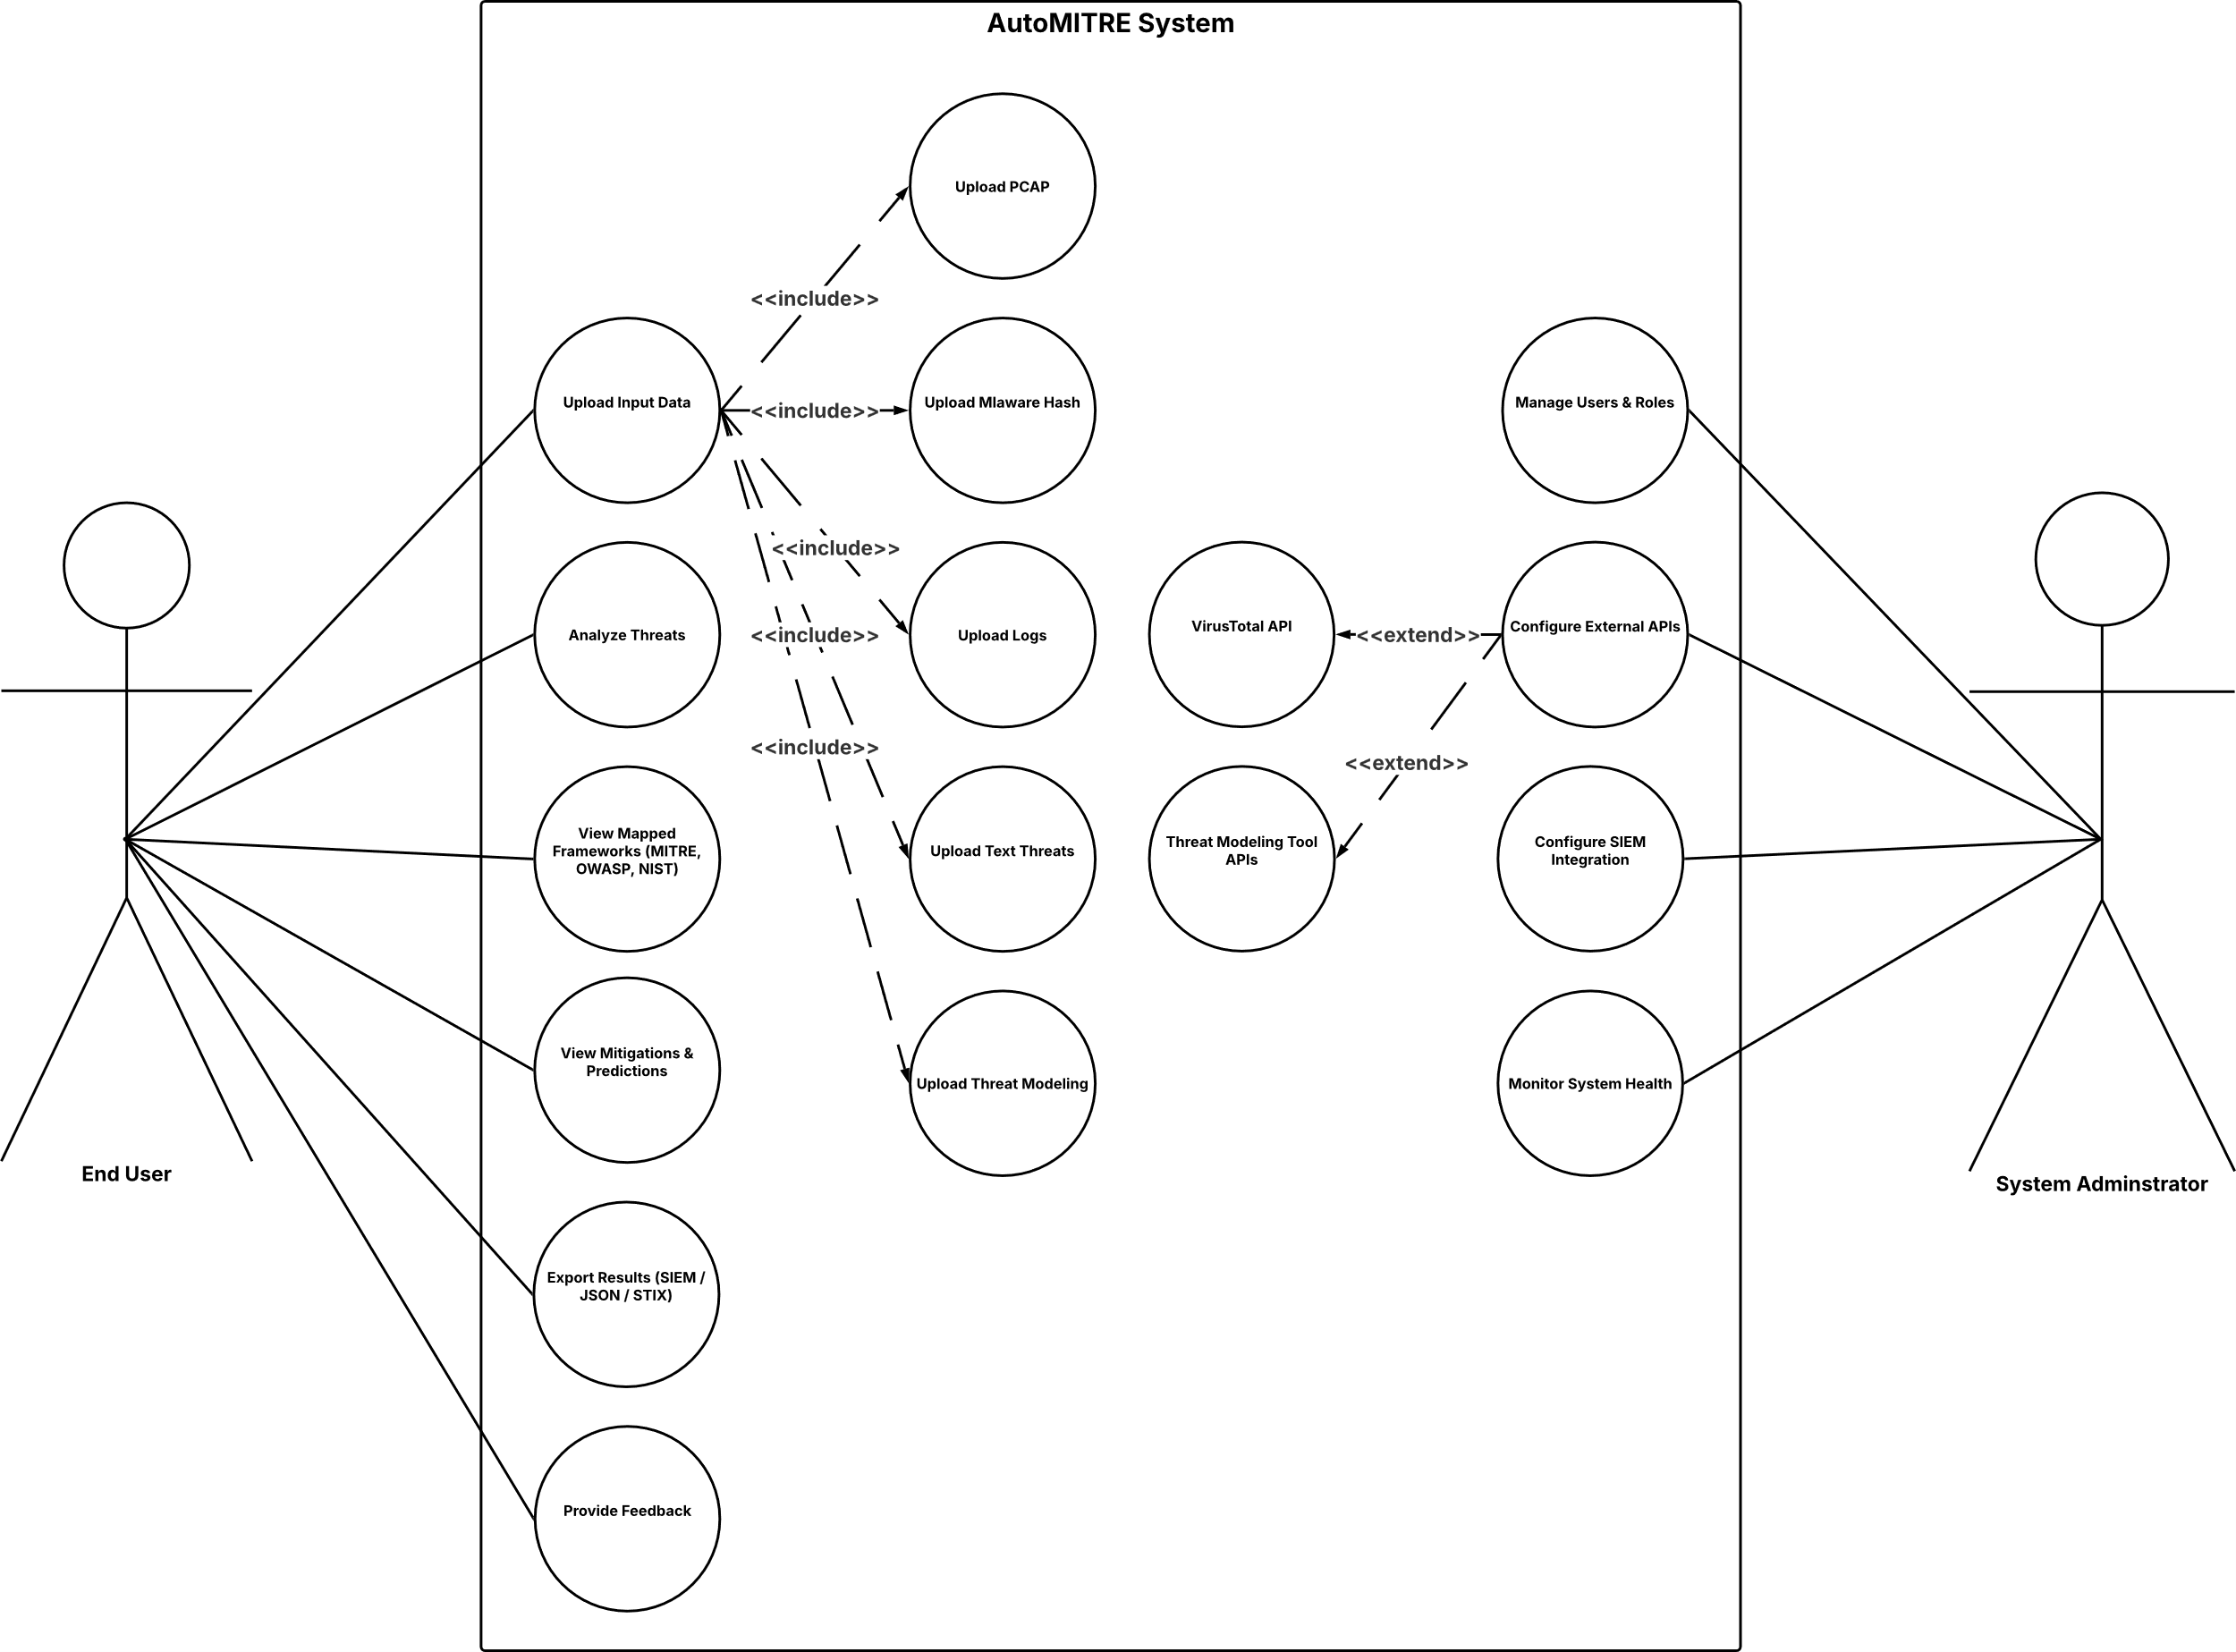 AutoMITRE System
Upload PCAP
<<include>>
Upload Input Data
<<include>>
Upload Mlaware Hash
Manage Users & Roles
<<include>>
Analyze Threats
<<include>>
Upload Logs
VirusTotal API
<<extend>>
Configure External APIs
<<include>>
<<extend>>
View Mapped
Frameworks (MITRE,
OWASP, NIST)
Upload Text Threats
Threat Modeling Tool
APIs
Configure SIEM
Integration
View Mitigations &
Predictions
Upload Threat Modeling
Monitor System Health
End User
System Adminstrator
Export Results (SIEM /
JSON / STIX)
Provide Feedback